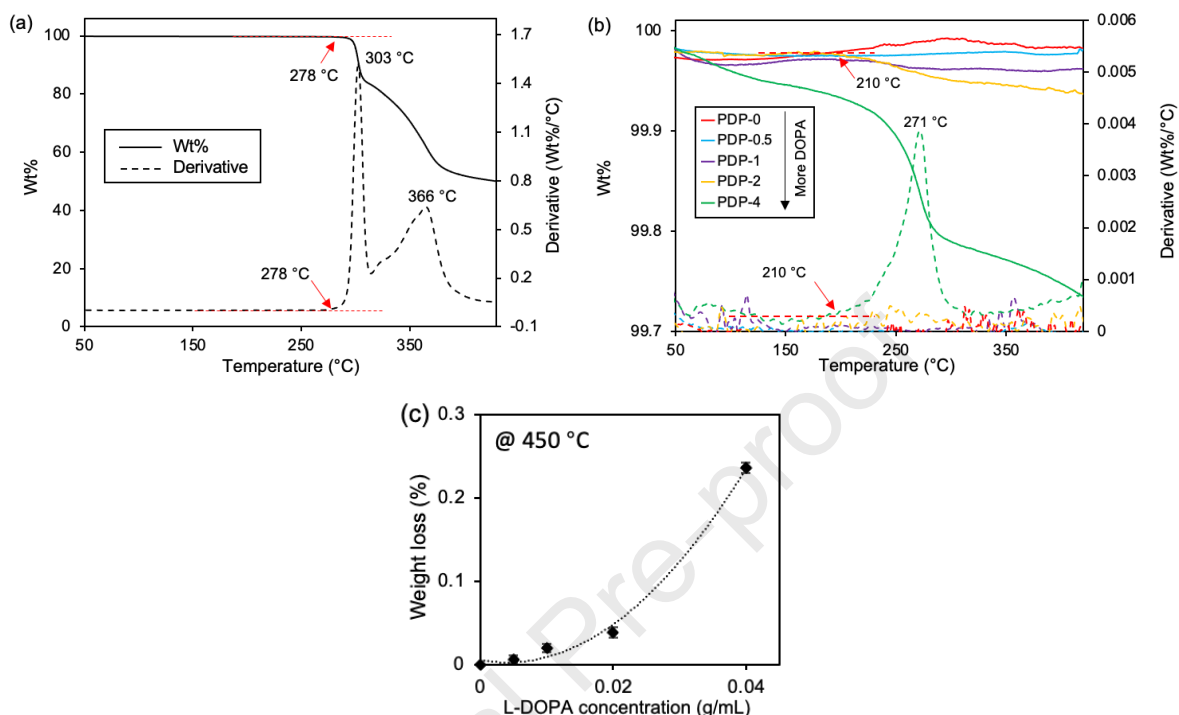 (a)
100
80
60
40
20
0
Wt%
278 °C
303 °C
Wt%
Derivative
366 °C
278 °C
1.7
1.4
1.1
0.8
0.5
0.2
-0.1
Derivative (Wt%/°C)
50
150
250
350
Temperature (°C)
(b)
100
99.9
99.8
99.7
Wt%
210 °C
PDP-0
PDP-0.5
PDP-1
PDP-2
PDP-4
More DOPA
271 °C
210 °C
0.006
0.005
0.004
0.003
0.002
0.001
0
Derivative (Wt%/°C)
50
150
250
350
Temperature (°C)
(c)
@ 450 °C
0.3
0.2
0.1
0
Weight loss (%)
0
0.02
0.04
L-DOPA concentration (g/mL)
Pre-proof